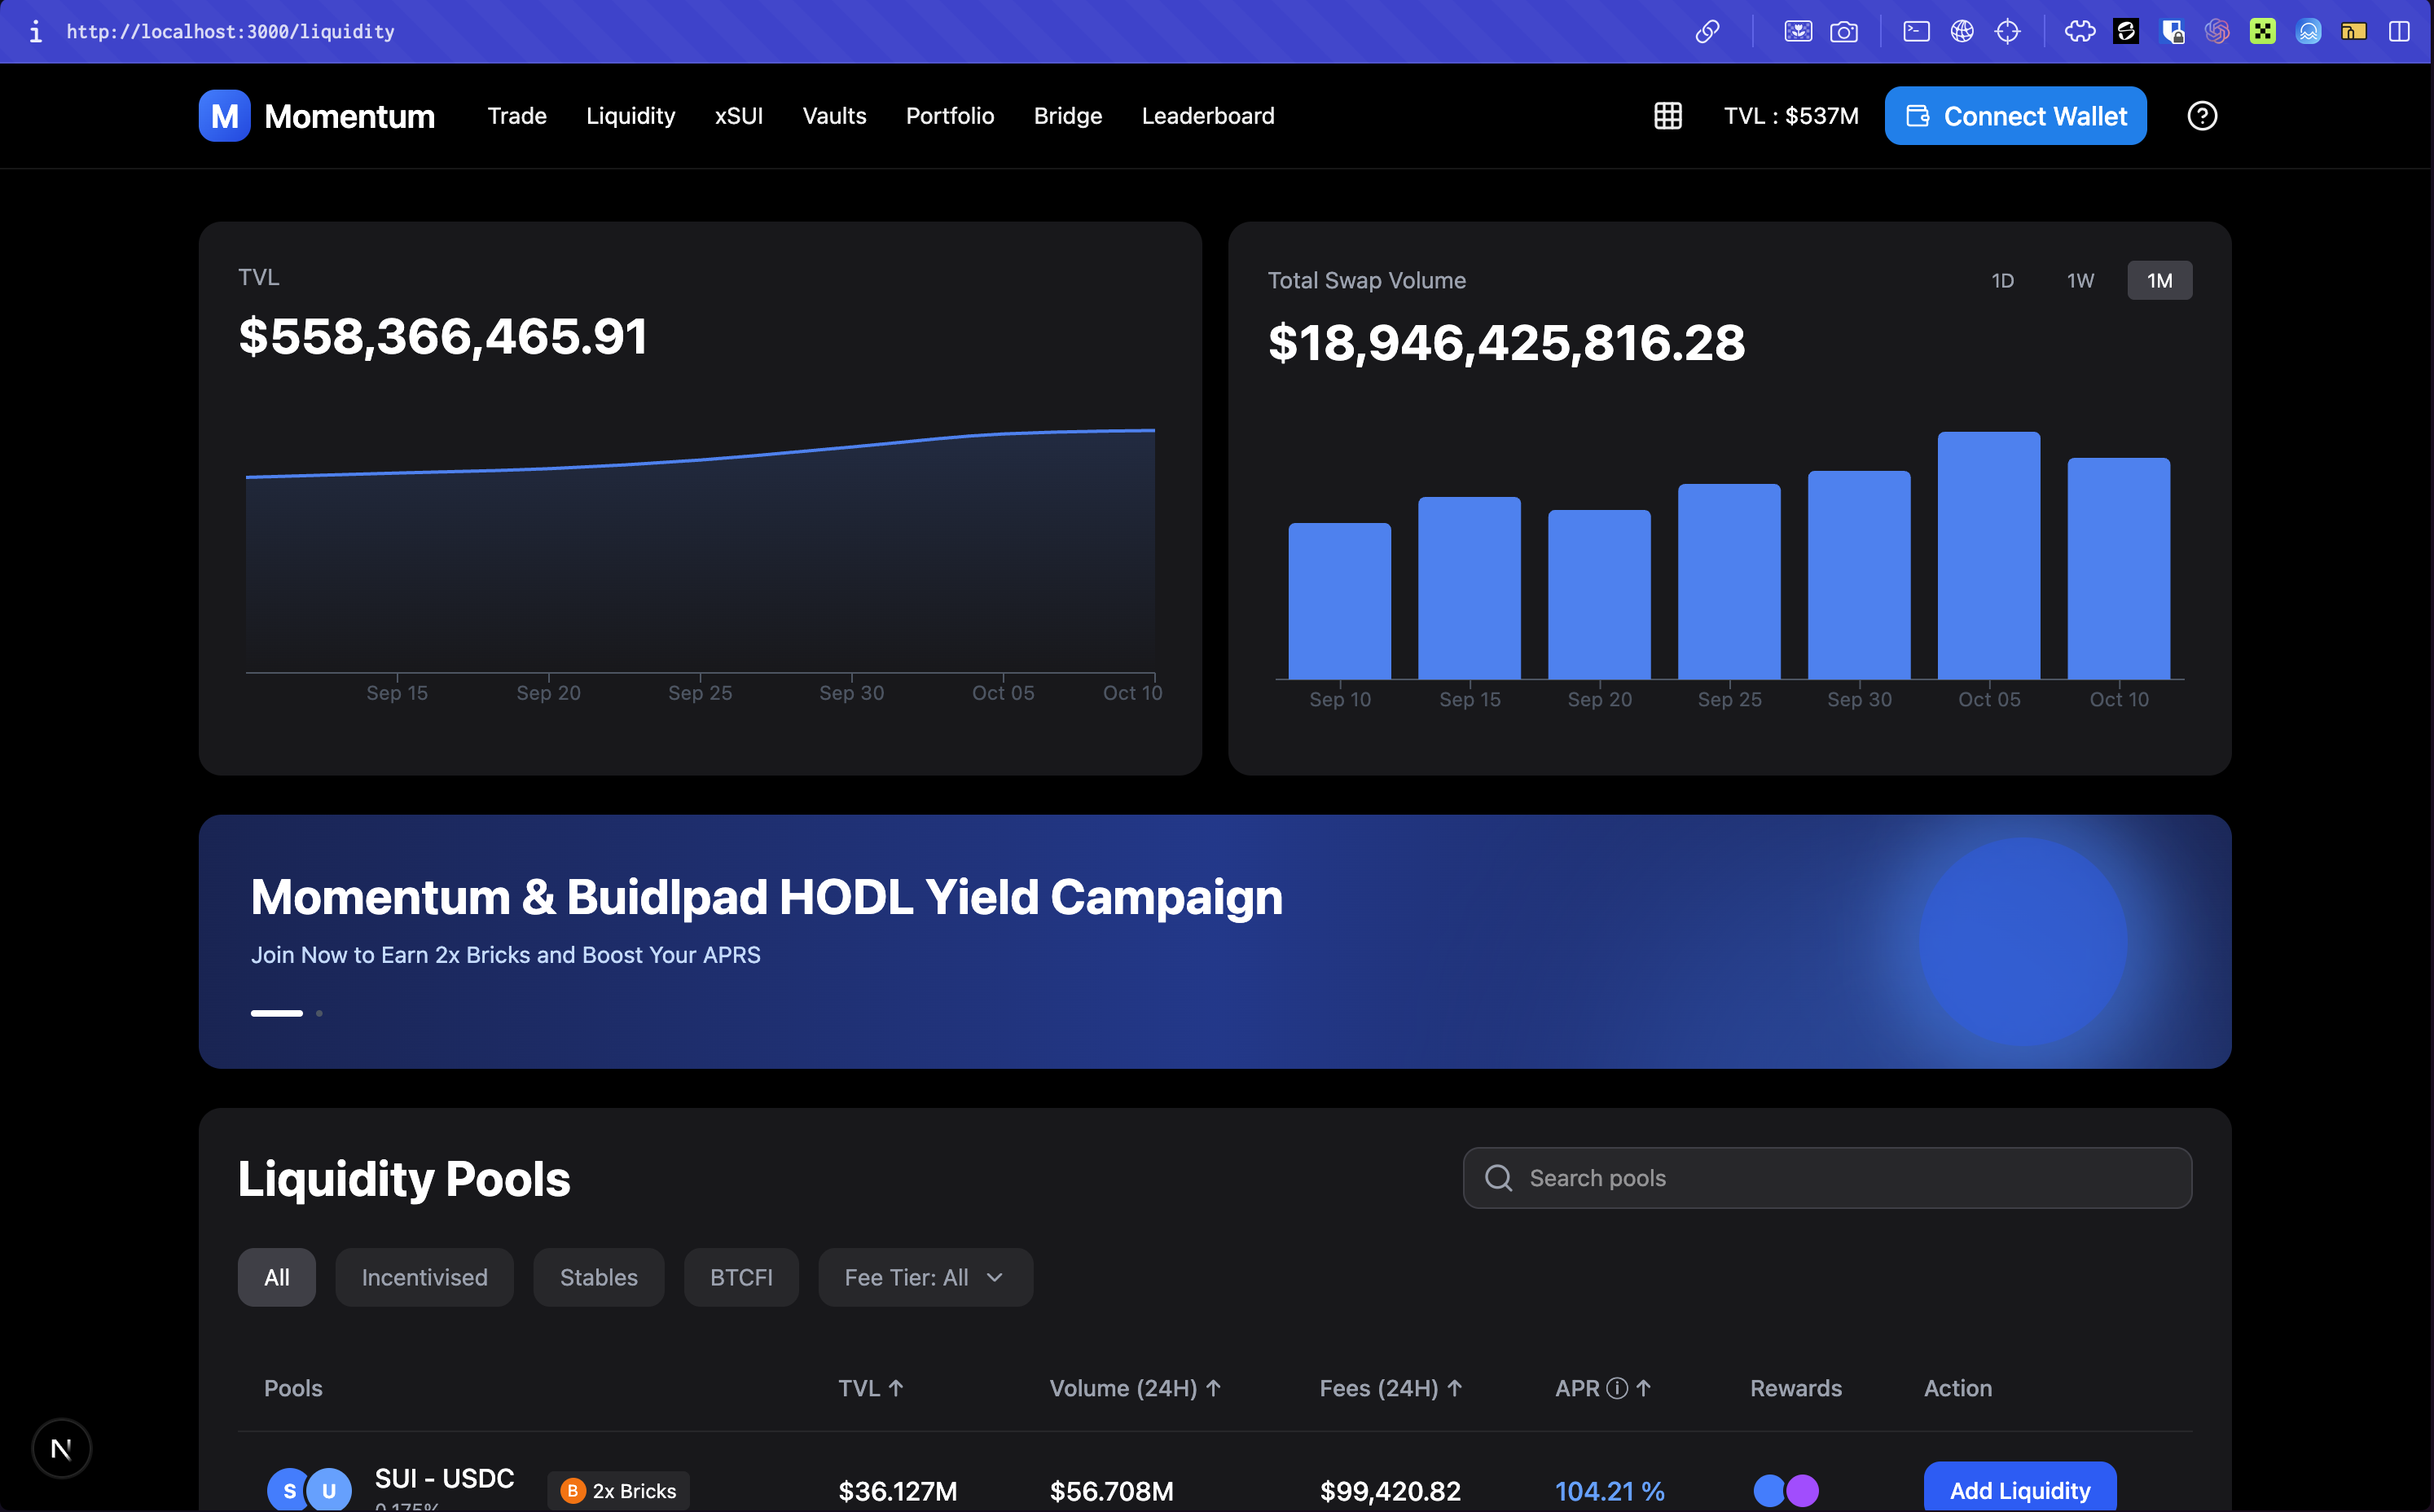 http://localhost:3000/liquidity
M Momentum Trade Liquidity xSUI Vaults Portfolio Bridge Leaderboard TVL : $537M Connect Wallet
TVL
$558,366,465.91
Sep 15 Sep 20 Sep 25 Sep 30 Oct 05 Oct 10
Total Swap Volume 1D 1W 1M
$18,946,425,816.28
Sep 10 Sep 15 Sep 20 Sep 25 Sep 30 Oct 05 Oct 10
Momentum & Buidlpad HODL Yield Campaign
Join Now to Earn 2x Bricks and Boost Your APRS
Liquidity Pools Search pools
All Incentivised Stables BTCFI Fee Tier: All
Pools TVL ↑ Volume (24H) ↑ Fees (24H) ↑ APR ⓘ ↑ Rewards Action
S U SUI - USDC B 2x Bricks $36.127M $56.708M $99,420.82 104.21 % Add Liquidity
0.175%
N